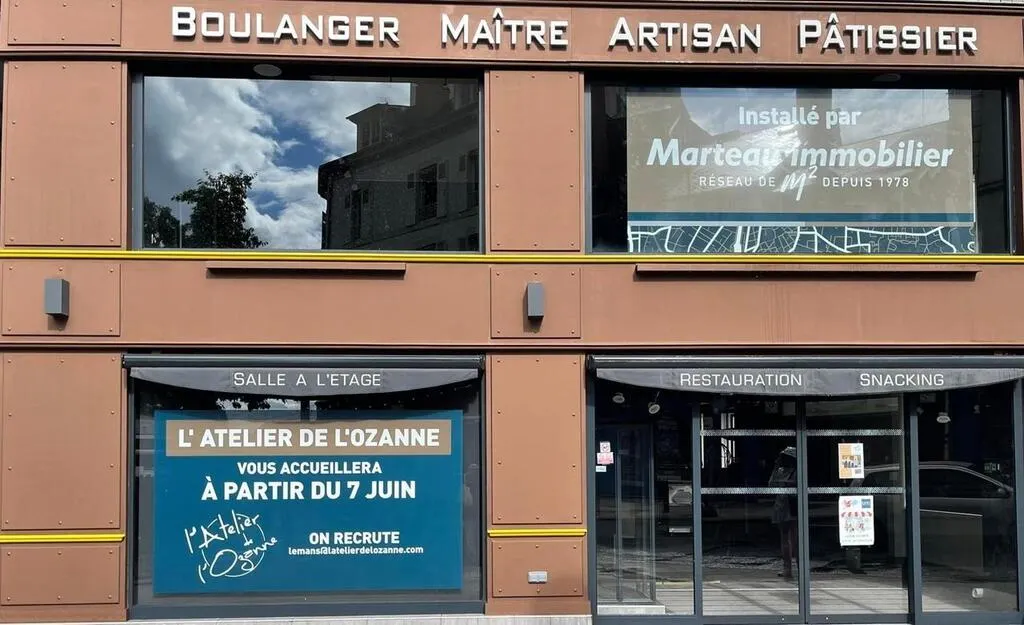 BOULANGER MAÎTRE ARTISAN PÂTISSIER
Installé par
Marteau Immobilier
RÉSEAU DE M² DEPUIS 1978
SALLE A L'ETAGE
RESTAURATION SNACKING
L' ATELIER DE L'OZANNE
VOUS ACCUEILLERA
À PARTIR DU 7 JUIN
l'Atelier
de
l'Ozanne
ON RECRUTE
lemans@latelierdelozanne.com